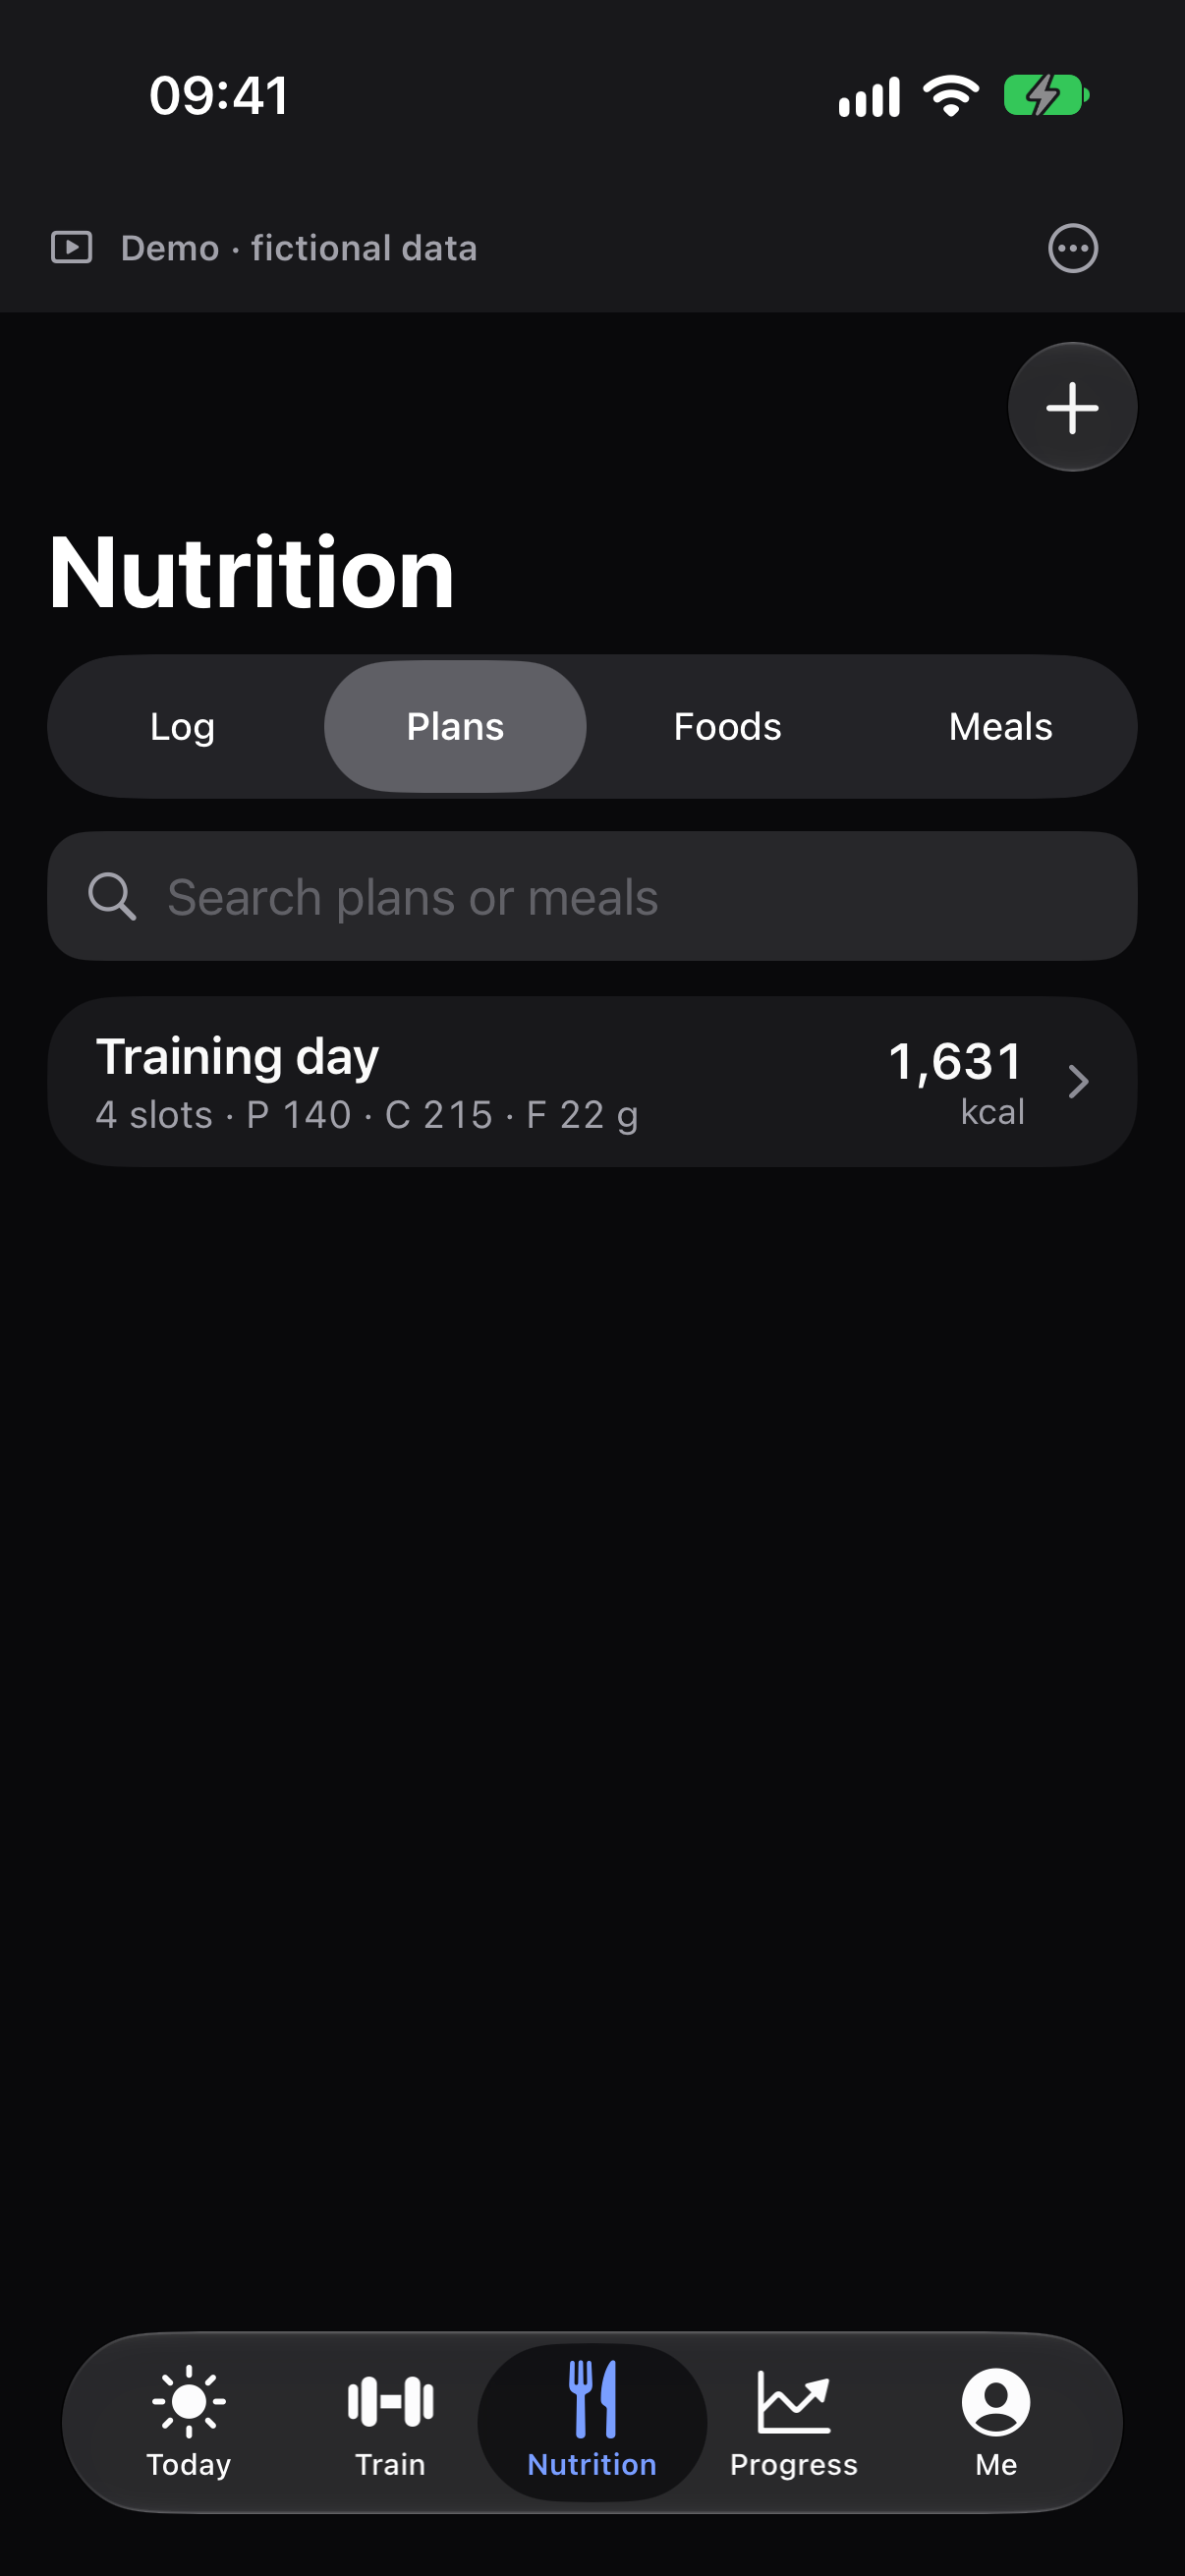 09:41
Demo · fictional data
Nutrition
Log Plans Foods Meals
Search plans or meals
Training day 1,631
4 slots · P 140 · C 215 · F 22 g kcal
Today Train Nutrition Progress Me